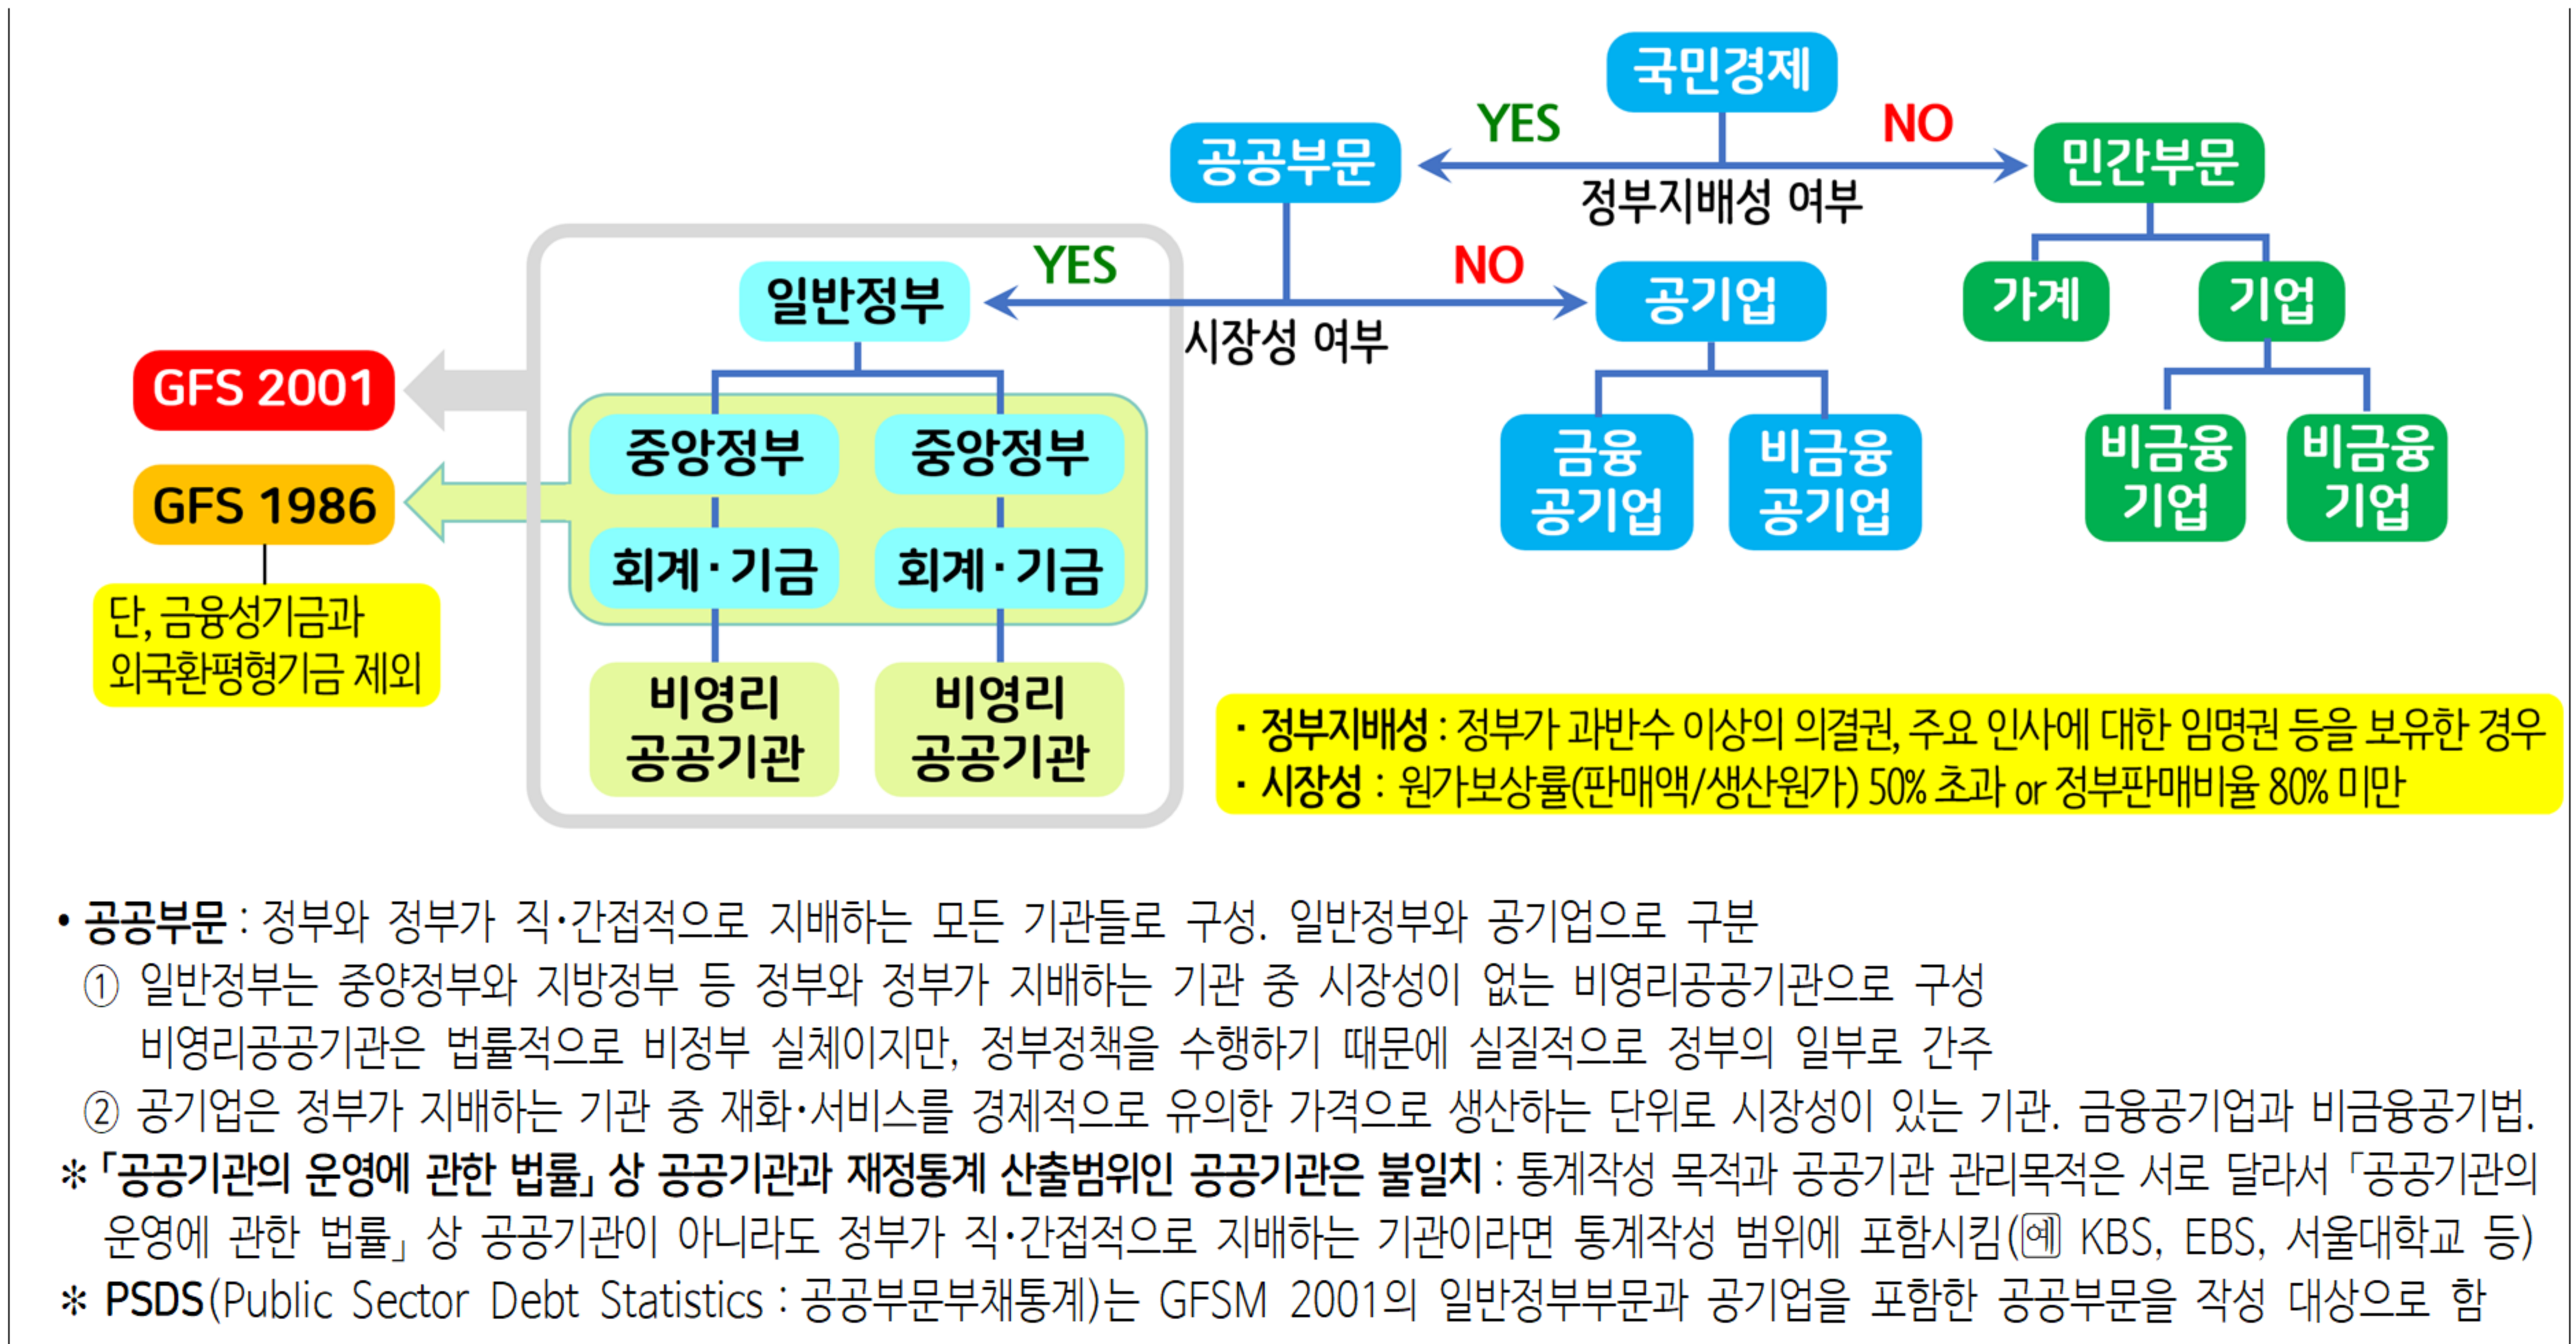 국민경제
YES
NO
공공부문
민간부문
정부지배성 여부
YES
NO
일반정부
공기업
가계
기업
시장성 여부
GFS 2001
중앙정부
중앙정부
금융
공기업
비금융
공기업
비금융
기업
비금융
기업
GFS 1986
회계·기금
회계·기금
단, 금융성기금과
외국환평형기금 제외
비영리
공공기관
비영리
공공기관
· 정부지배성 : 정부가 과반수 이상의 의결권, 주요 인사에 대한 임명권 등을 보유한 경우
· 시장성 : 원가보상률(판매액/생산원가) 50% 초과 or 정부판매비율 80% 미만
• 공공부문 : 정부와 정부가 직·간접적으로 지배하는 모든 기관들로 구성. 일반정부와 공기업으로 구분
① 일반정부는 중양정부와 지방정부 등 정부와 정부가 지배하는 기관 중 시장성이 없는 비영리공공기관으로 구성
비영리공공기관은 법률적으로 비정부 실체이지만, 정부정책을 수행하기 때문에 실질적으로 정부의 일부로 간주
② 공기업은 정부가 지배하는 기관 중 재화·서비스를 경제적으로 유의한 가격으로 생산하는 단위로 시장성이 있는 기관. 금융공기업과 비금융공기법.
✻ 「공공기관의 운영에 관한 법률」 상 공공기관과 재정통계 산출범위인 공공기관은 불일치 : 통계작성 목적과 공공기관 관리목적은 서로 달라서 「공공기관의
운영에 관한 법률」 상 공공기관이 아니라도 정부가 직·간접적으로 지배하는 기관이라면 통계작성 범위에 포함시킴(예 KBS, EBS, 서울대학교 등)
✻ PSDS(Public Sector Debt Statistics : 공공부문부채통계)는 GFSM 2001의 일반정부부문과 공기업을 포함한 공공부문을 작성 대상으로 함